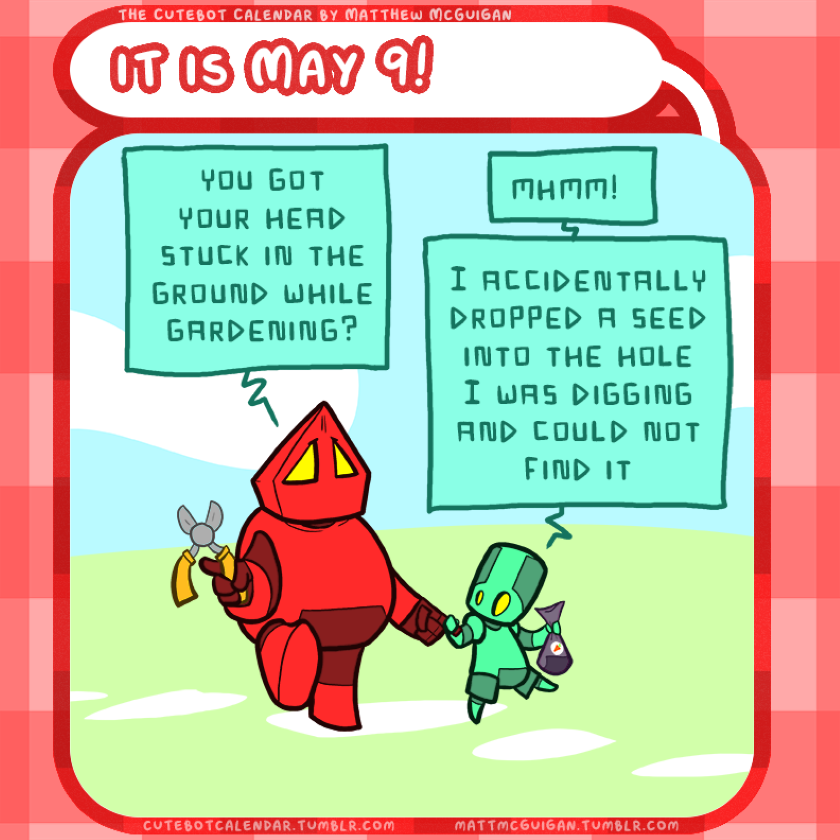 The Cutebot Calendar by Matthew McGuigan
IT IS MAY 9!
YOU GOT
YOUR HEAD
STUCK IN THE
GROUND WHILE
GARDENING?
MHMM!
I ACCIDENTALLY
DROPPED A SEED
INTO THE HOLE
I WAS DIGGING
AND COULD NOT
FIND IT
CUTEBOTCALENDAR.TUMBLR.COM
MATTMCGUIGAN.TUMBLR.COM